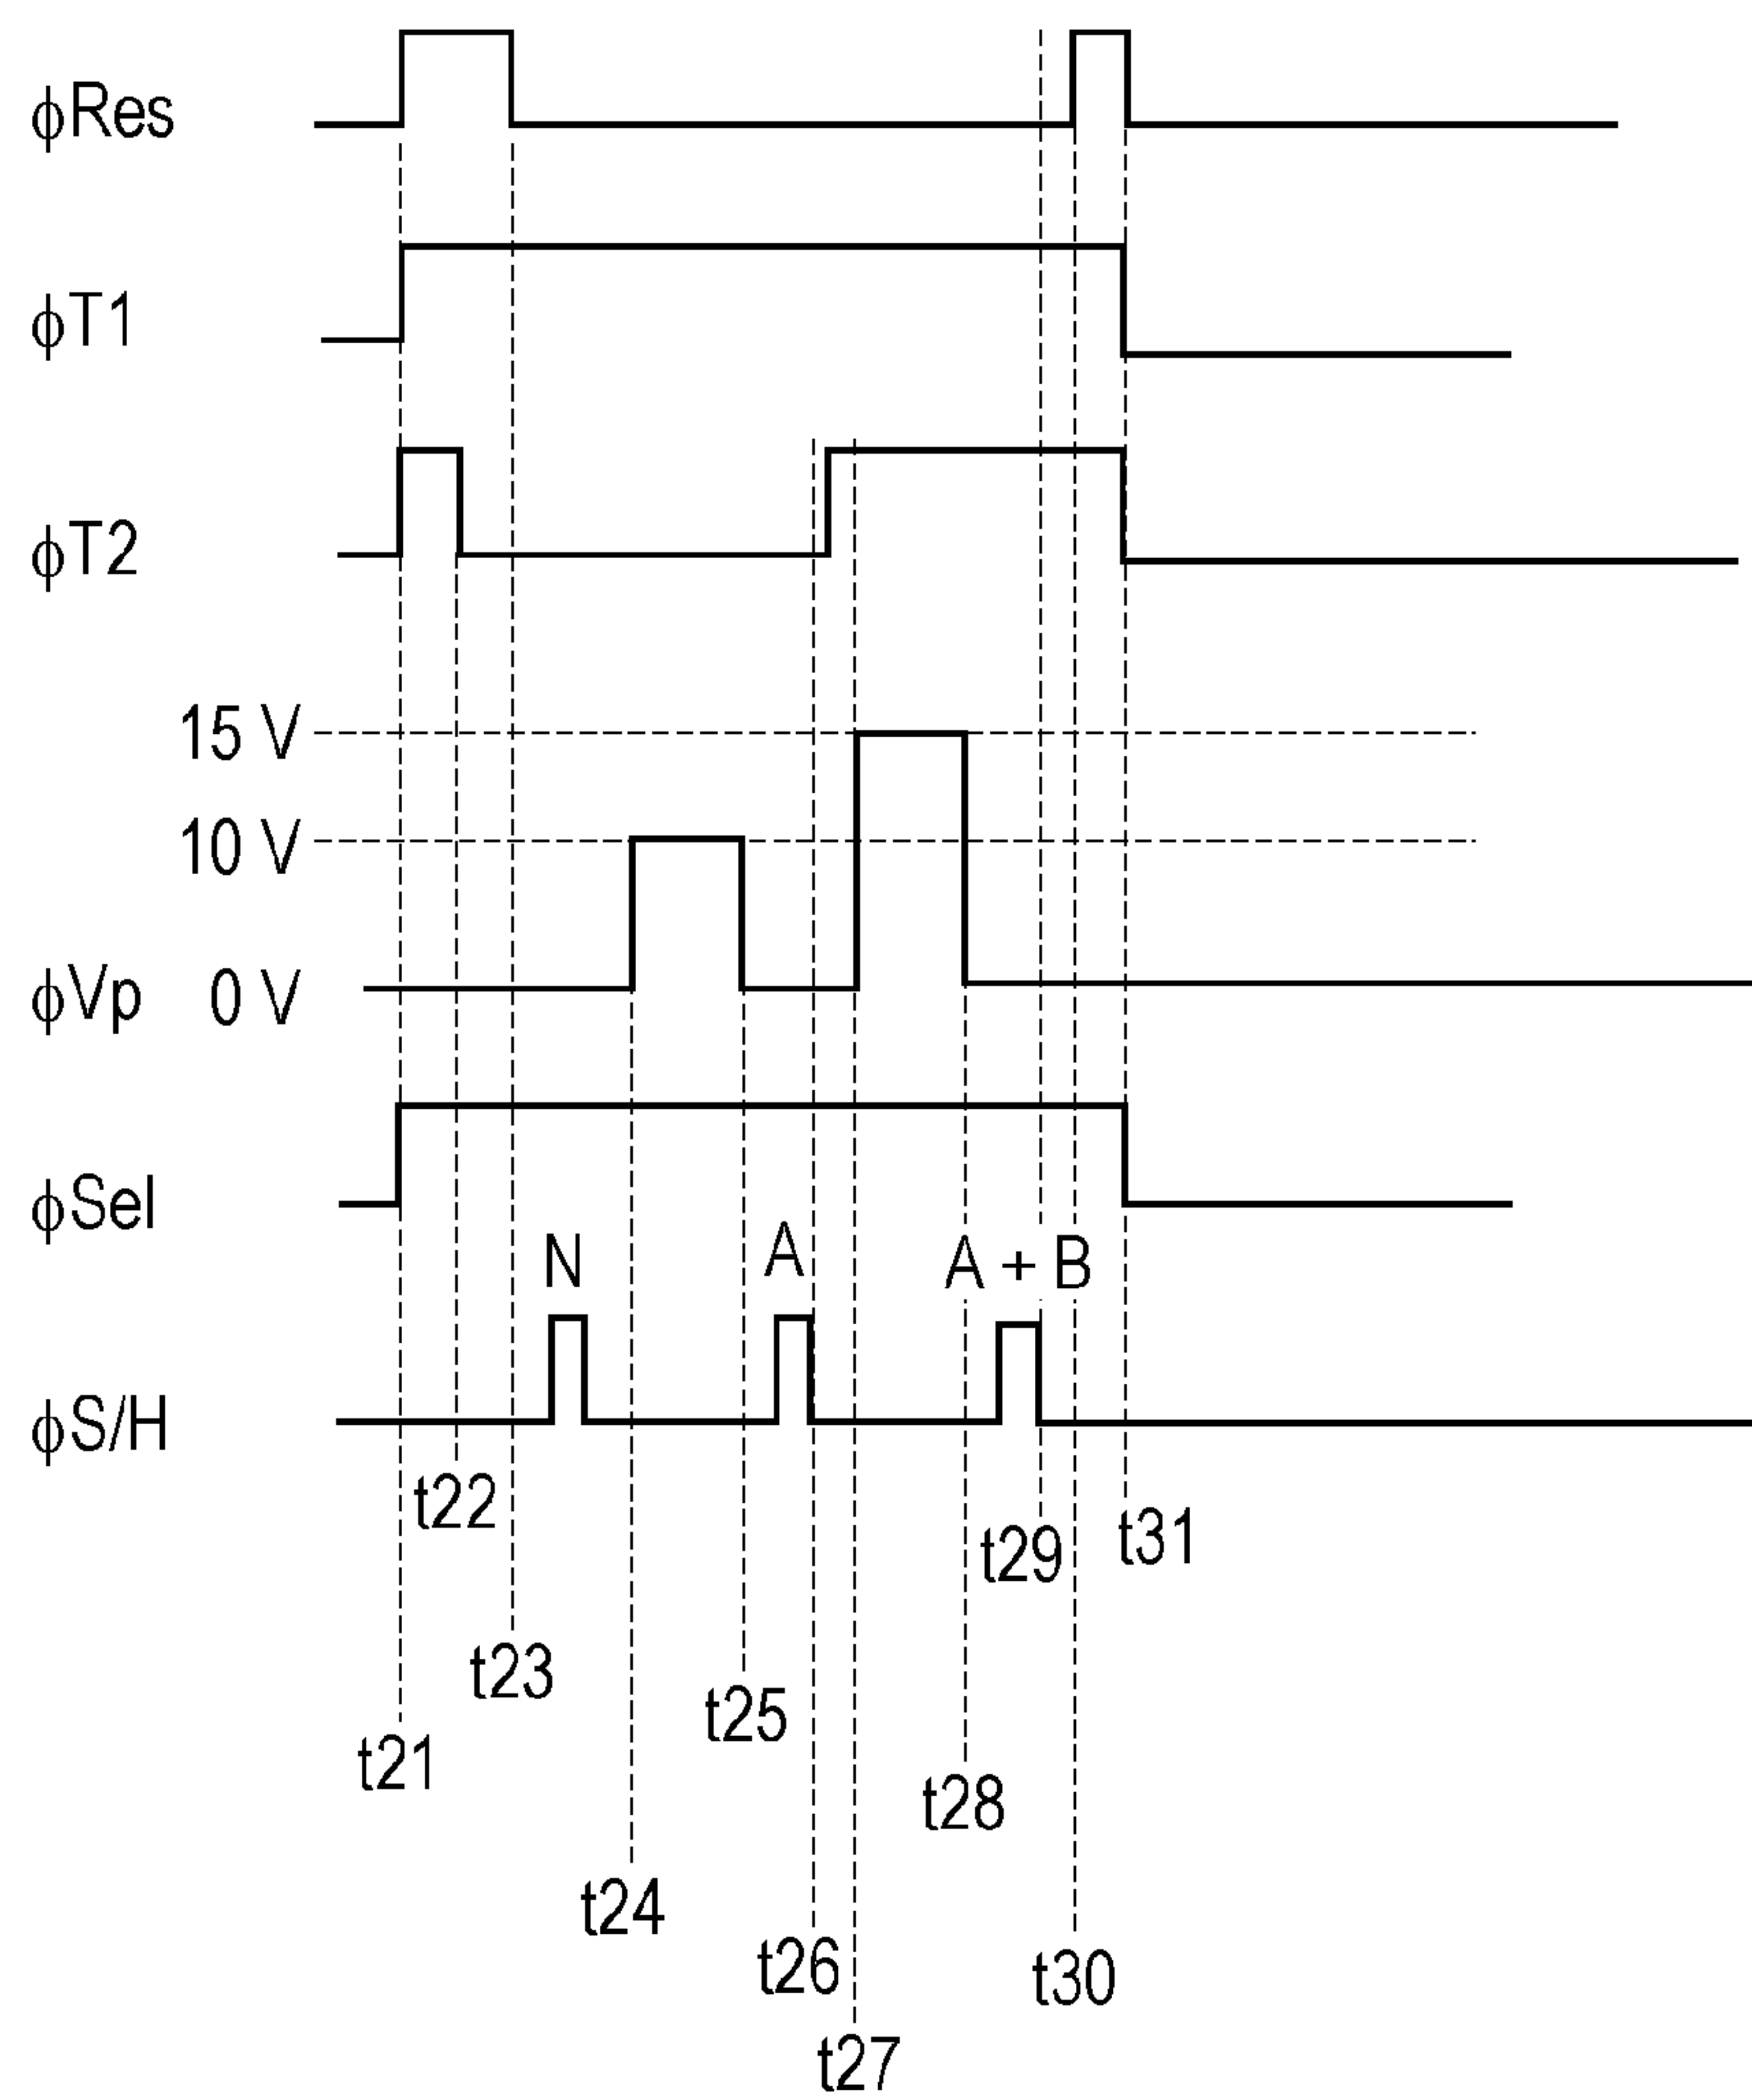 ϕRes
ϕT1
ϕT2
15 V
10 V
ϕVp 0 V
ϕSel
N A A + B
ϕS/H
t22
t29 t31
t23
t25
t21
t28
t24
t26 t30
t27